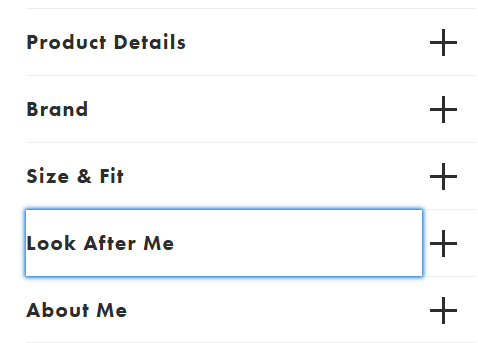 Product Details
Brand
Size & Fit
Look After Me
About Me